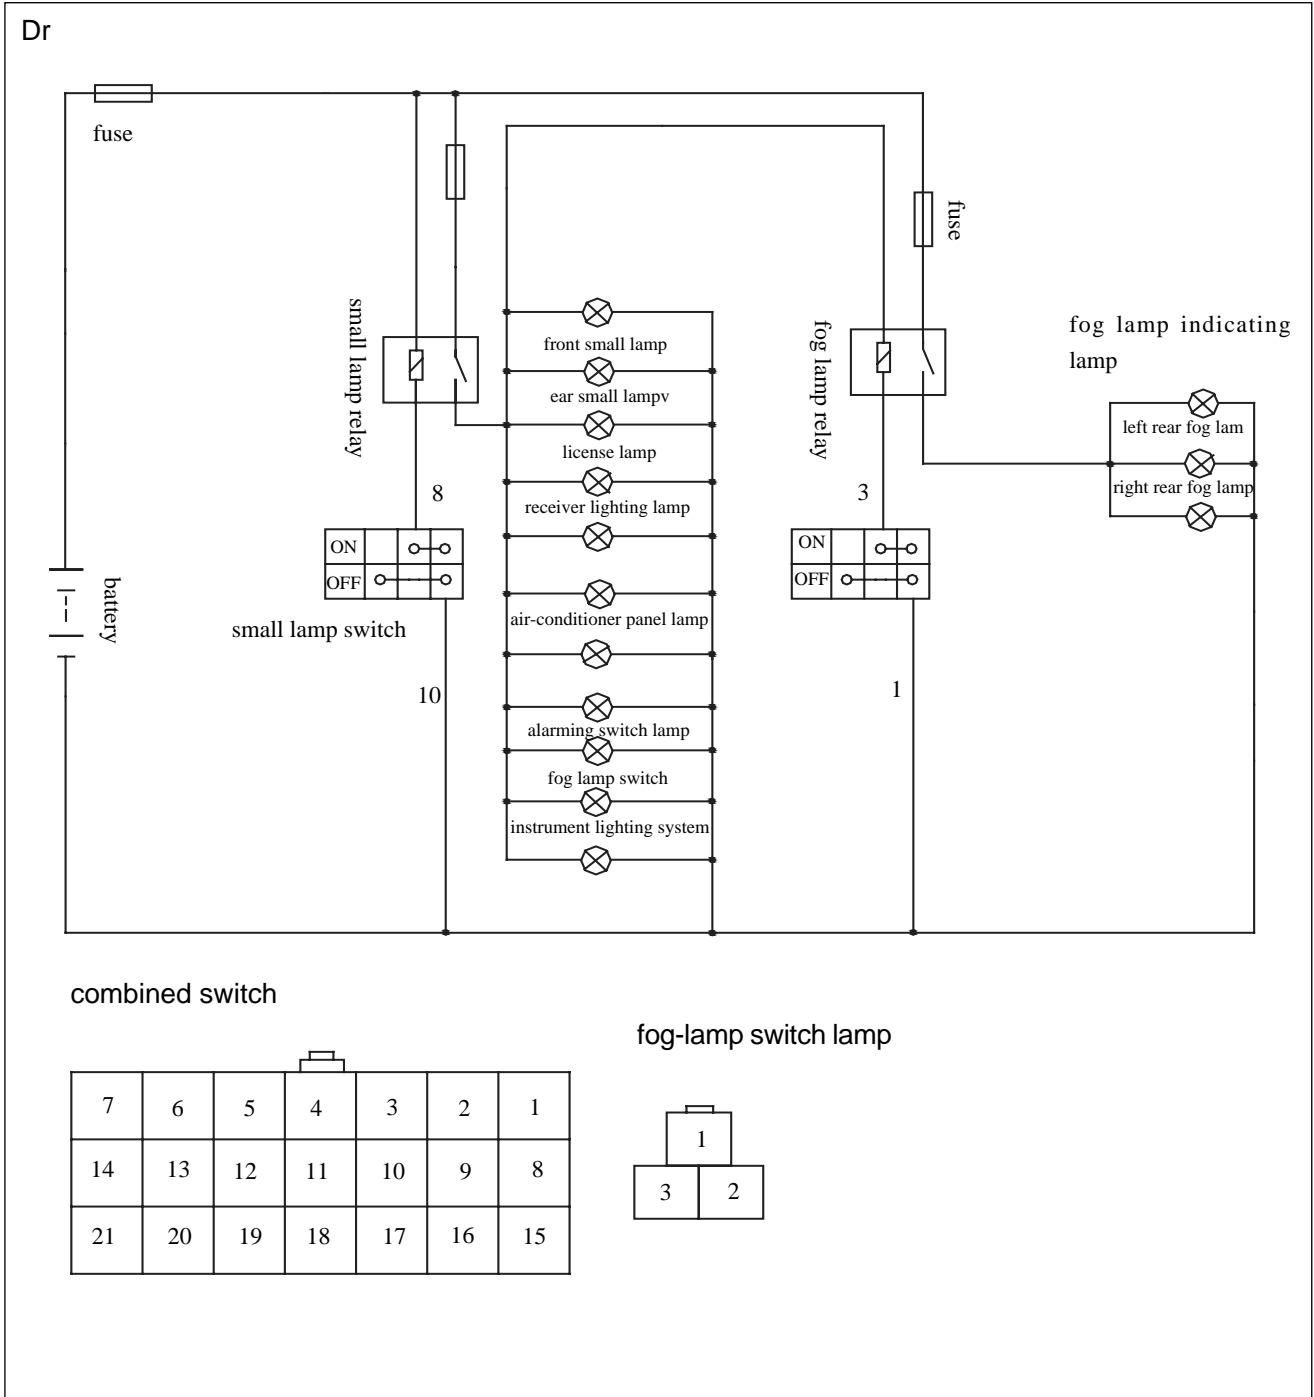 Dr
fuse
fuse
small lamp relay
fog lamp relay
fog lamp indicating
lamp
front small lamp
ear small lampv
license lamp
receiver lighting lamp
left rear fog lam
right rear fog lamp
8
3
ON
OFF
ON
OFF
battery
small lamp switch
air-conditioner panel lamp
10
1
alarming switch lamp
fog lamp switch
instrument lighting system
combined switch
fog-lamp switch lamp
7 6 5 4 3 2 1
14 13 12 11 10 9 8
21 20 19 18 17 16 15
1
3 2